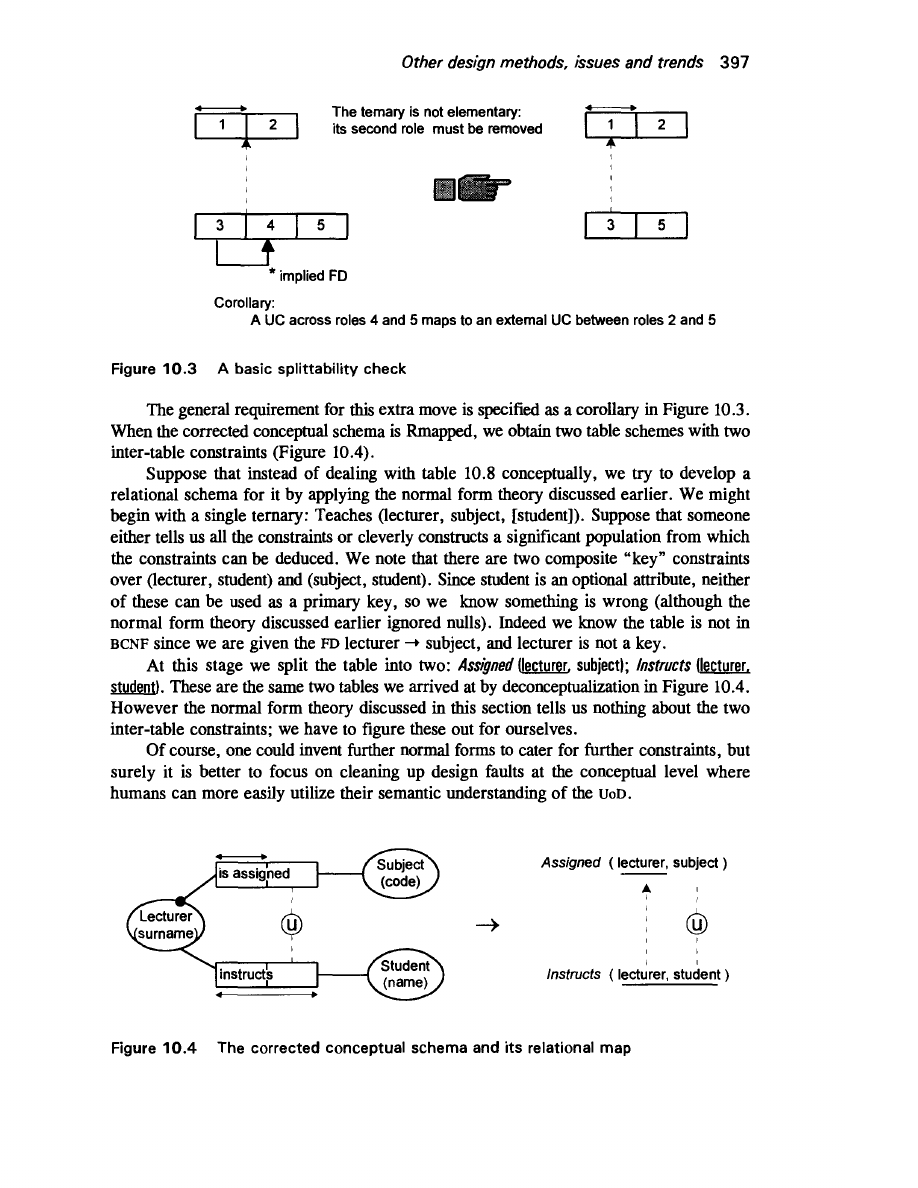 Other design methods, issues and trends 397
The ternary is not elementary:
its second role must be removed
1 2
1 2
3 4 5
3 5
* implied FD
Corollary:
A UC across roles 4 and 5 maps to an external UC between roles 2 and 5
Figure 10.3 A basic splittability check
The general requirement for this extra move is specified as a corollary in Figure 10.3.
When the corrected conceptual schema is Rmapped, we obtain two table schemes with two
inter-table constraints (Figure 10.4).
Suppose that instead of dealing with table 10.8 conceptually, we try to develop a
relational schema for it by applying the normal form theory discussed earlier. We might
begin with a single ternary: Teaches (lecturer, subject, [student]). Suppose that someone
either tells us all the constraints or cleverly constructs a significant population from which
the constraints can be deduced. We note that there are two composite “key” constraints
over (lecturer, student) and (subject, student). Since student is an optional attribute, neither
of these can be used as a primary key, so we know something is wrong (although the
normal form theory discussed earlier ignored nulls). Indeed we know the table is not in
BCNF since we are given the FD lecturer → subject, and lecturer is not a key.
At this stage we split the table into two: Assigned (lecturer, subject); Instructs (lecturer,
student). These are the same two tables we arrived at by deconceptualization in Figure 10.4.
However the normal form theory discussed in this section tells us nothing about the two
inter-table constraints; we have to figure these out for ourselves.
Of course, one could invent further normal forms to cater for further constraints, but
surely it is better to focus on cleaning up design faults at the conceptual level where
humans can more easily utilize their semantic understanding of the UoD.
is assigned
Subject
(code)
Assigned ( lecturer, subject )
Lecturer
(surname)
u
→
u
instructs
Student
(name)
Instructs ( lecturer, student )
Figure 10.4 The corrected conceptual schema and its relational map